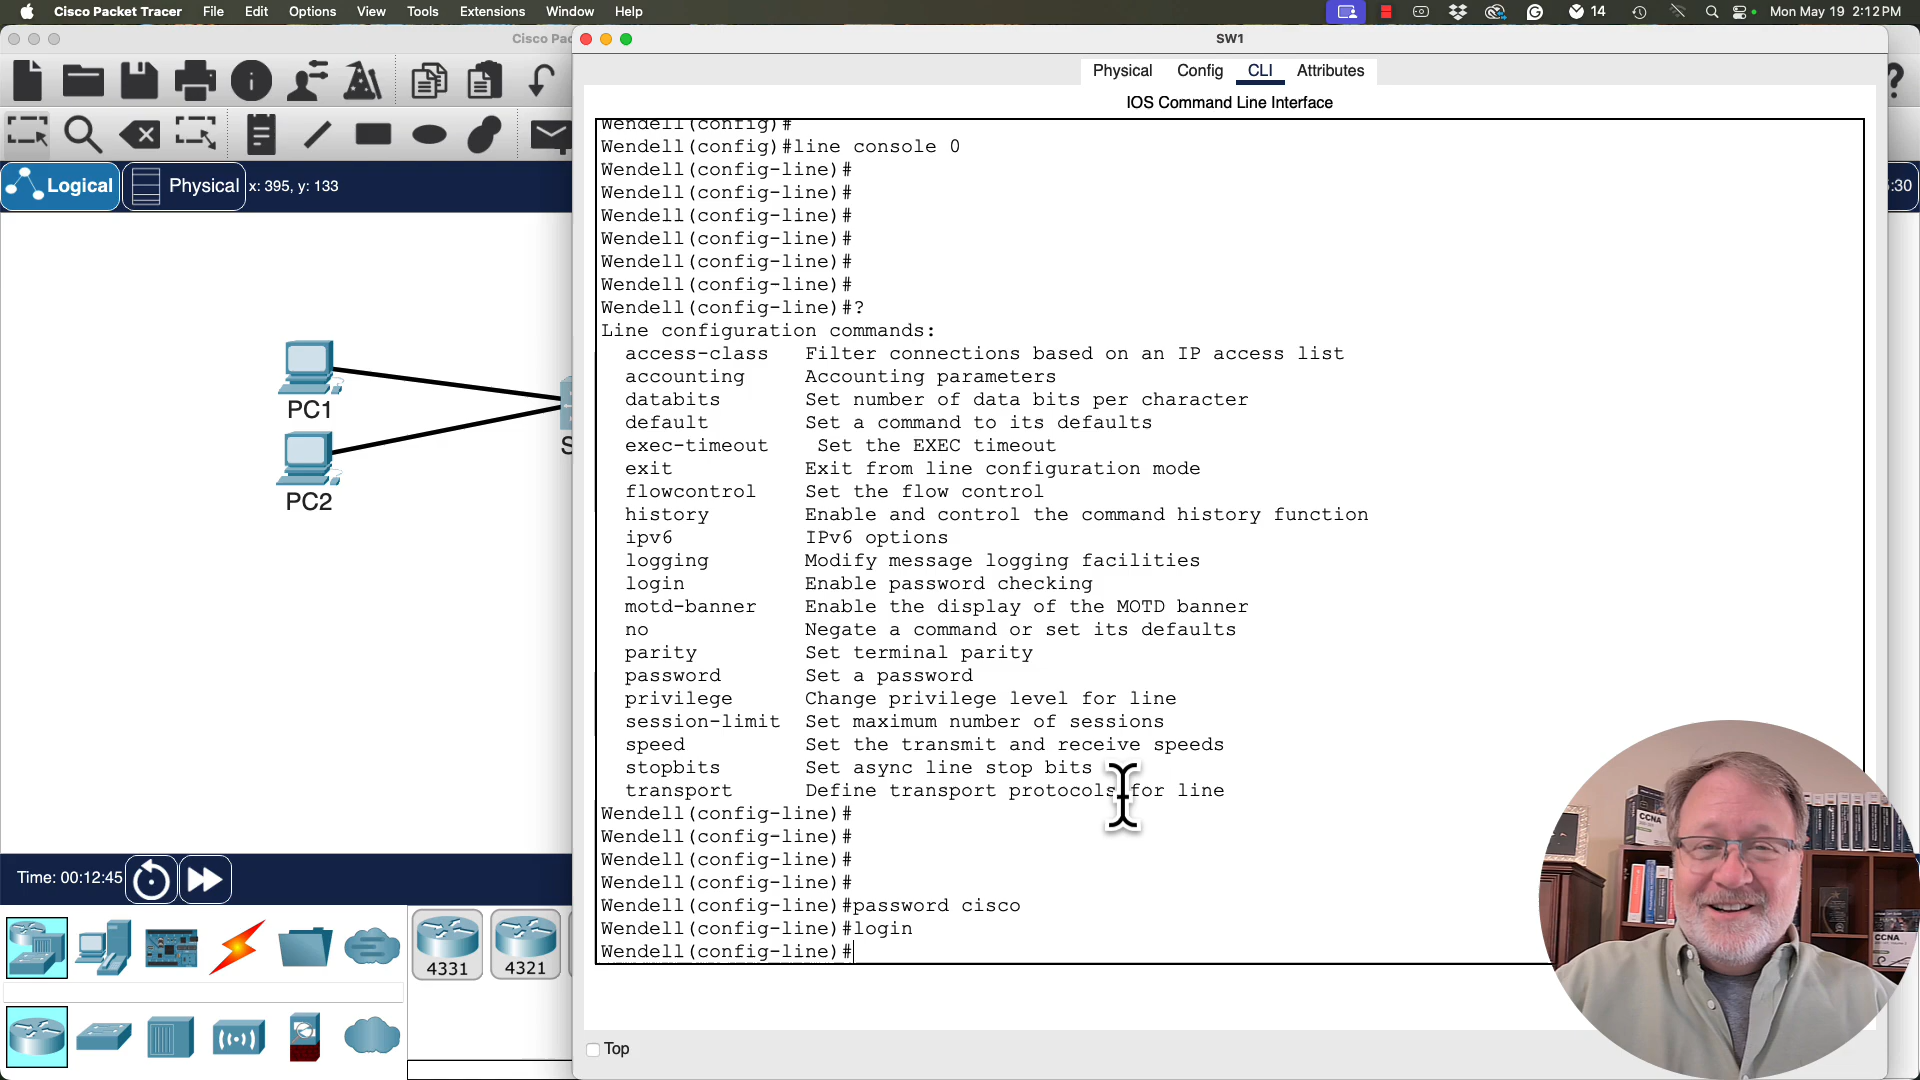 Cisco Packet Tracer File Edit Options View Tools Extensions Window Help 14 Mon May 19 2:12 PM
Cisco Pac
SW1
Physical Config CLI Attributes
IOS Command Line Interface
Logical Physical x: 395, y: 133
:30
Wendell(config)#
Wendell(config)#line console 0
Wendell(config-line)#
Wendell(config-line)#
Wendell(config-line)#
Wendell(config-line)#
Wendell(config-line)#
Wendell(config-line)#
Wendell(config-line)#?
Line configuration commands:
access-class Filter connections based on an IP access list
accounting Accounting parameters
databits Set number of data bits per character
default Set a command to its defaults
exec-timeout Set the EXEC timeout
exit Exit from line configuration mode
flowcontrol Set the flow control
history Enable and control the command history function
ipv6 IPv6 options
logging Modify message logging facilities
login Enable password checking
motd-banner Enable the display of the MOTD banner
no Negate a command or set its defaults
parity Set terminal parity
password Set a password
privilege Change privilege level for line
session-limit Set maximum number of sessions
speed Set the transmit and receive speeds
stopbits Set async line stop bits
transport Define transport protocols for line
Wendell(config-line)#
Wendell(config-line)#
Wendell(config-line)#
Wendell(config-line)#
Wendell(config-line)#password cisco
Wendell(config-line)#login
Wendell(config-line)#
PC1
PC2
S
Time: 00:12:45
4331 4321
Top
CCNA
CCNA